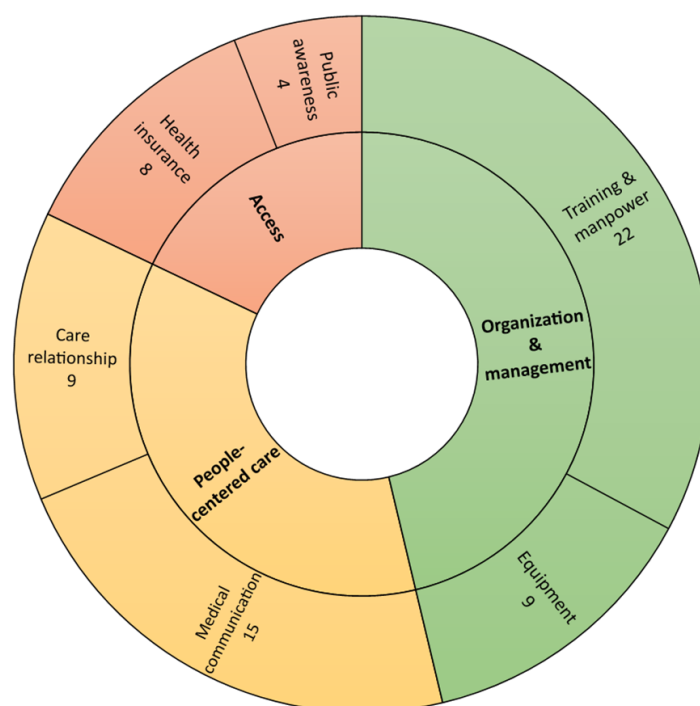 Public
awareness
4
Health
insurance
8
Access
Training &
manpower
22
Organization
&
management
Care
relationship
9
People-
centered care
Equipment
9
Medical
communication
15